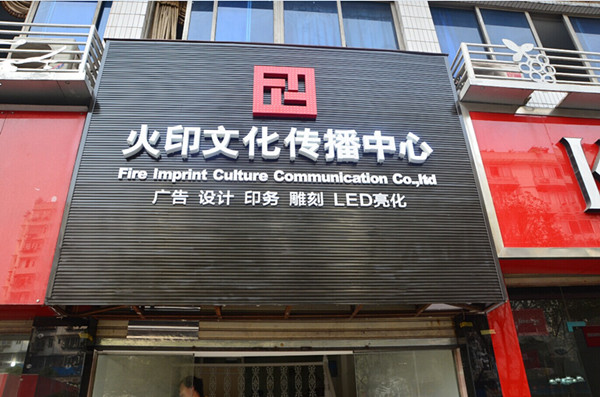 火印文化传播中心
Fire Imprint Culture Communication Co.,ltd
广告 设计 印务 雕刻 LED亮化